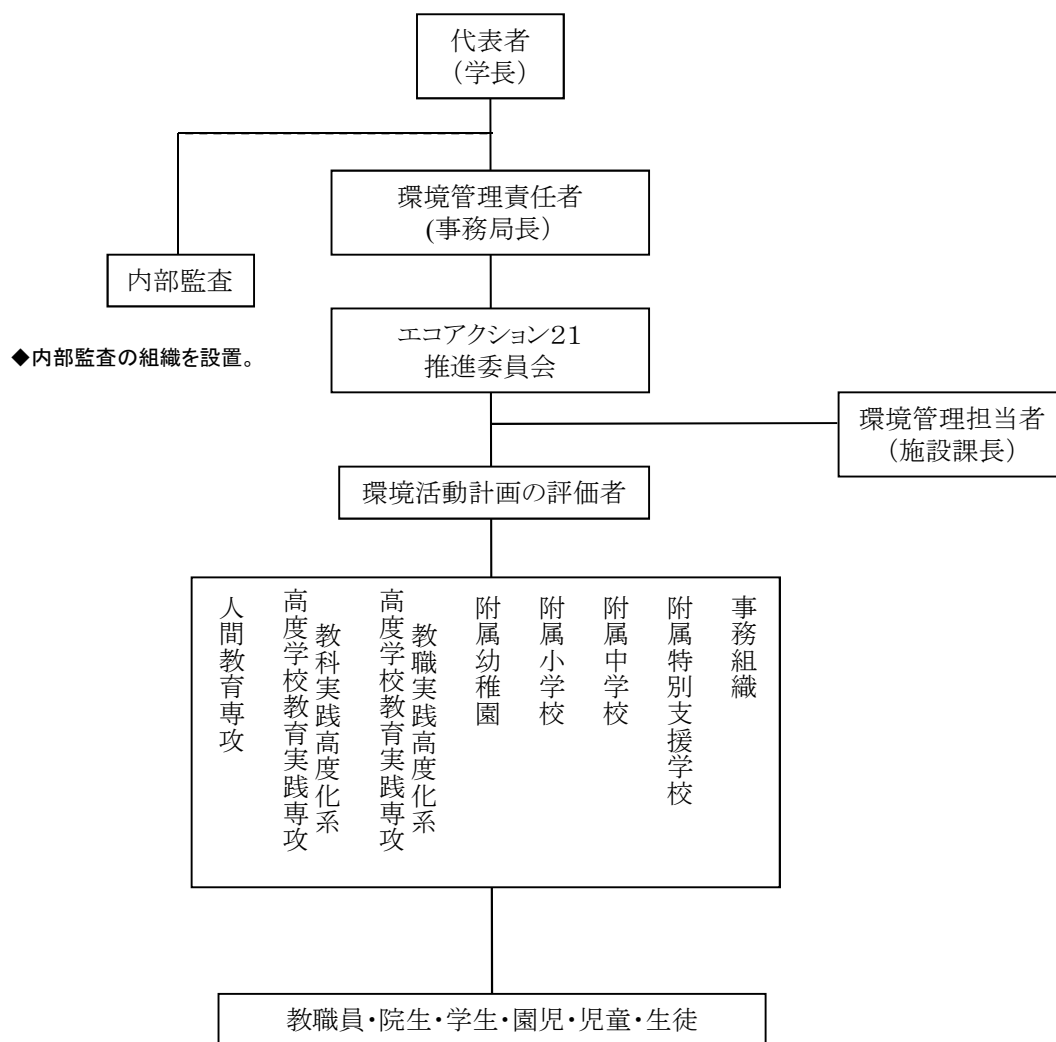 代表者
（学長）
環境管理責任者
(事務局長）
内部監査
エコアクション21
推進委員会
◆内部監査の組織を設置。
環境管理担当者
（施設課長）
環境活動計画の評価者
人間教育専攻
高度学校教育実践専攻
教科実践高度化系
高度学校教育実践専攻
教職実践高度化系
附属幼稚園
附属小学校
附属中学校
附属特別支援学校
事務組織
教職員・院生・学生・園児・児童・生徒